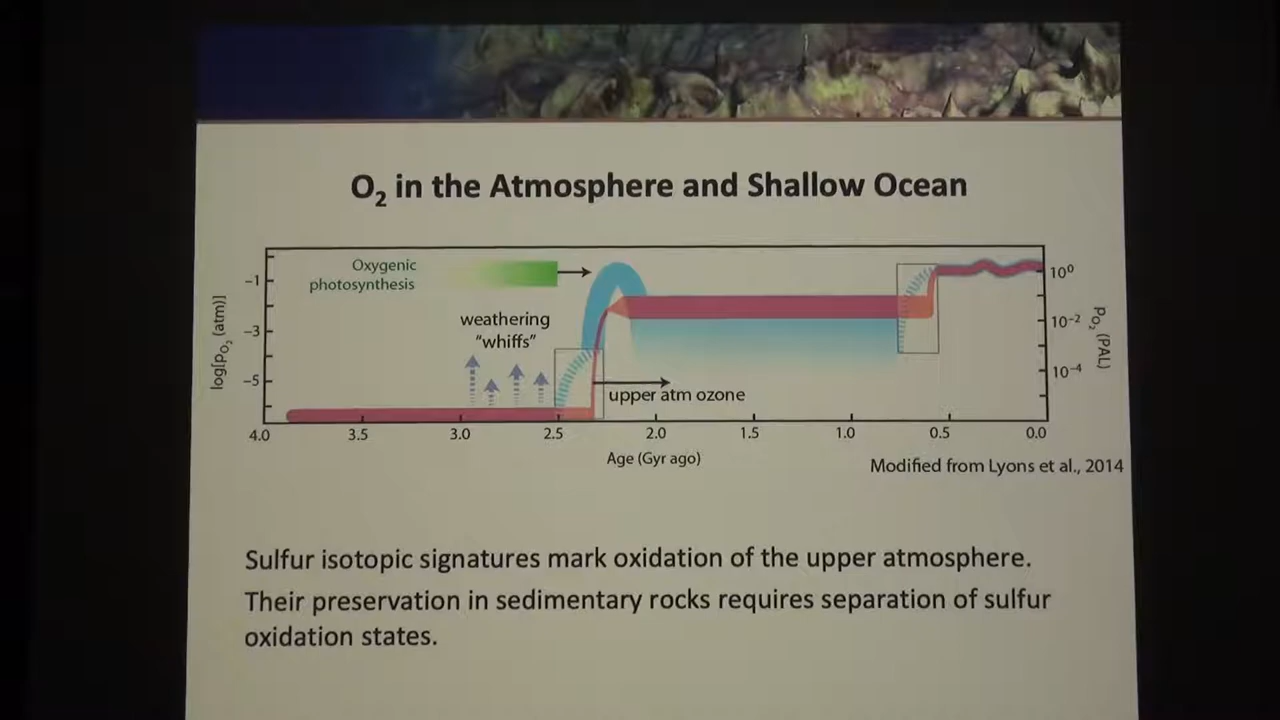 O2 in the Atmosphere and Shallow Ocean
Oxygenic
photosynthesis
weathering
"whiffs"
upper atm ozone
log[pO2 (atm)]
−1
−3
−5
10^0
10^-2
10^-4
pO2 (PAL)
4.0 3.5 3.0 2.5 2.0 1.5 1.0 0.5 0.0
Age (Gyr ago)
Modified from Lyons et al., 2014
Sulfur isotopic signatures mark oxidation of the upper atmosphere.
Their preservation in sedimentary rocks requires separation of sulfur
oxidation states.